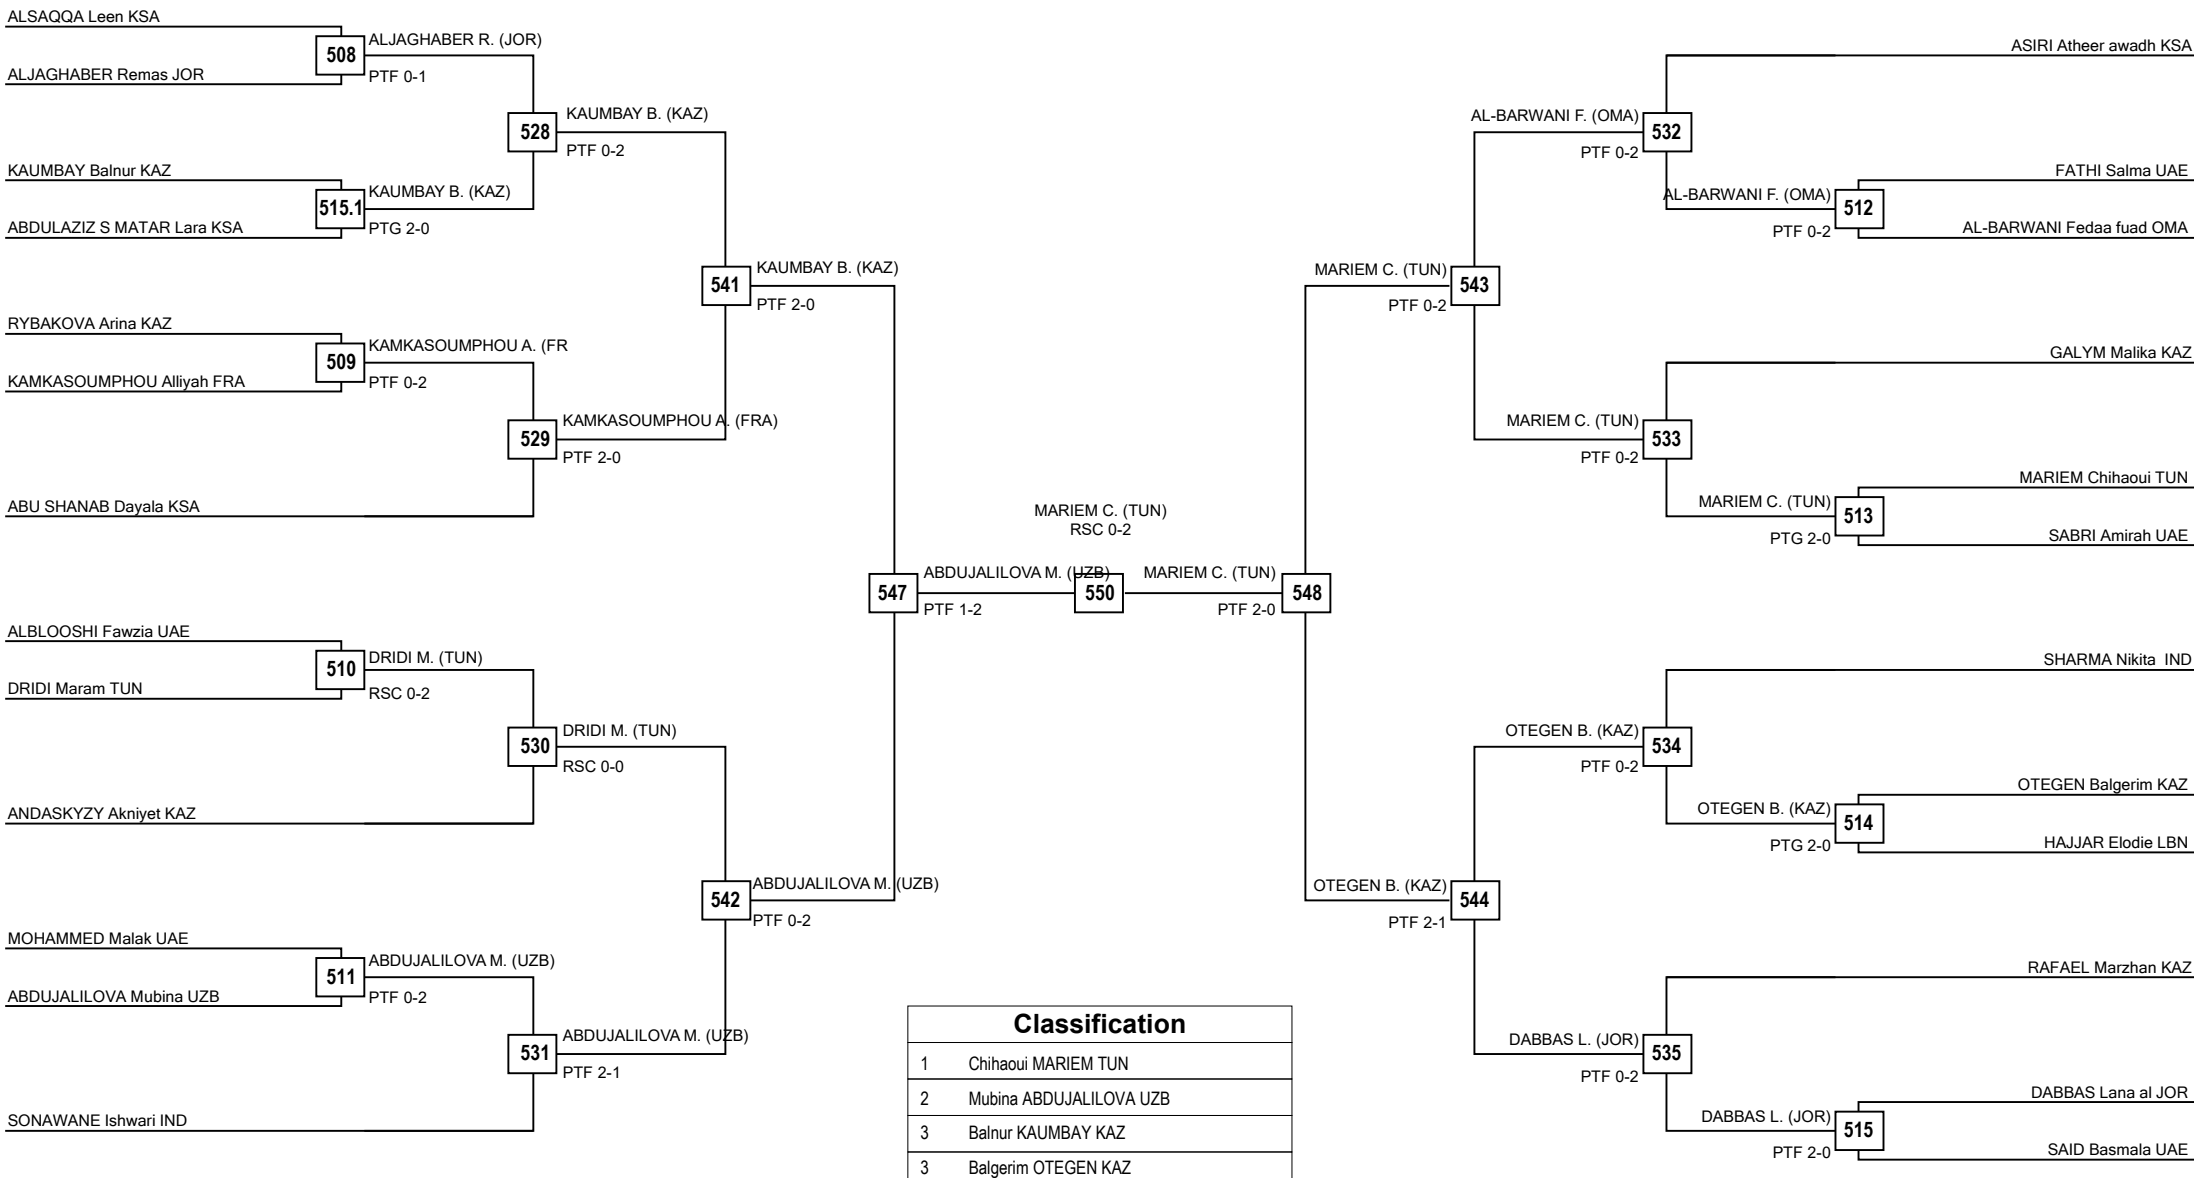 ALSAQQA Leen KSA
508
ALJAGHABER R. (JOR)
ALJAGHABER Remas JOR
PTF 0-1
528
KAUMBAY B. (KAZ)
PTF 0-2
KAUMBAY Balnur KAZ
515.1
KAUMBAY B. (KAZ)
ABDULAZIZ S MATAR Lara KSA
PTG 2-0
541
KAUMBAY B. (KAZ)
PTF 2-0
RYBAKOVA Arina KAZ
509
KAMKASOUMPHOU A. (FR
KAMKASOUMPHOU Alliyah FRA
PTF 0-2
529
KAMKASOUMPHOU A. (FRA)
PTF 2-0
ABU SHANAB Dayala KSA
547
ABDUJALILOVA M. (UZB)
PTF 1-2
ALBLOOSHI Fawzia UAE
510
DRIDI M. (TUN)
DRIDI Maram TUN
RSC 0-2
530
DRIDI M. (TUN)
RSC 0-0
ANDASKYZY Akniyet KAZ
542
ABDUJALILOVA M. (UZB)
PTF 0-2
MOHAMMED Malak UAE
511
ABDUJALILOVA M. (UZB)
ABDUJALILOVA Mubina UZB
PTF 0-2
531
ABDUJALILOVA M. (UZB)
PTF 2-1
SONAWANE Ishwari IND
MARIEM C. (TUN)
RSC 0-2
550
ASIRI Atheer awadh KSA
AL-BARWANI F. (OMA)
532
PTF 0-2
FATHI Salma UAE
AL-BARWANI F. (OMA)
512
PTF 0-2
AL-BARWANI Fedaa fuad OMA
MARIEM C. (TUN)
543
PTF 0-2
GALYM Malika KAZ
MARIEM C. (TUN)
533
PTF 0-2
MARIEM Chihaoui TUN
MARIEM C. (TUN)
513
PTG 2-0
SABRI Amirah UAE
MARIEM C. (TUN)
548
PTF 2-0
SHARMA Nikita IND
OTEGEN B. (KAZ)
534
PTF 0-2
OTEGEN Balgerim KAZ
OTEGEN B. (KAZ)
514
PTG 2-0
HAJJAR Elodie LBN
OTEGEN B. (KAZ)
544
PTF 2-1
RAFAEL Marzhan KAZ
DABBAS L. (JOR)
535
PTF 0-2
DABBAS Lana al JOR
DABBAS L. (JOR)
515
PTF 2-0
SAID Basmala UAE
Classification
1 Chihaoui MARIEM TUN
2 Mubina ABDUJALILOVA UZB
3 Balnur KAUMBAY KAZ
3 Balgerim OTEGEN KAZ